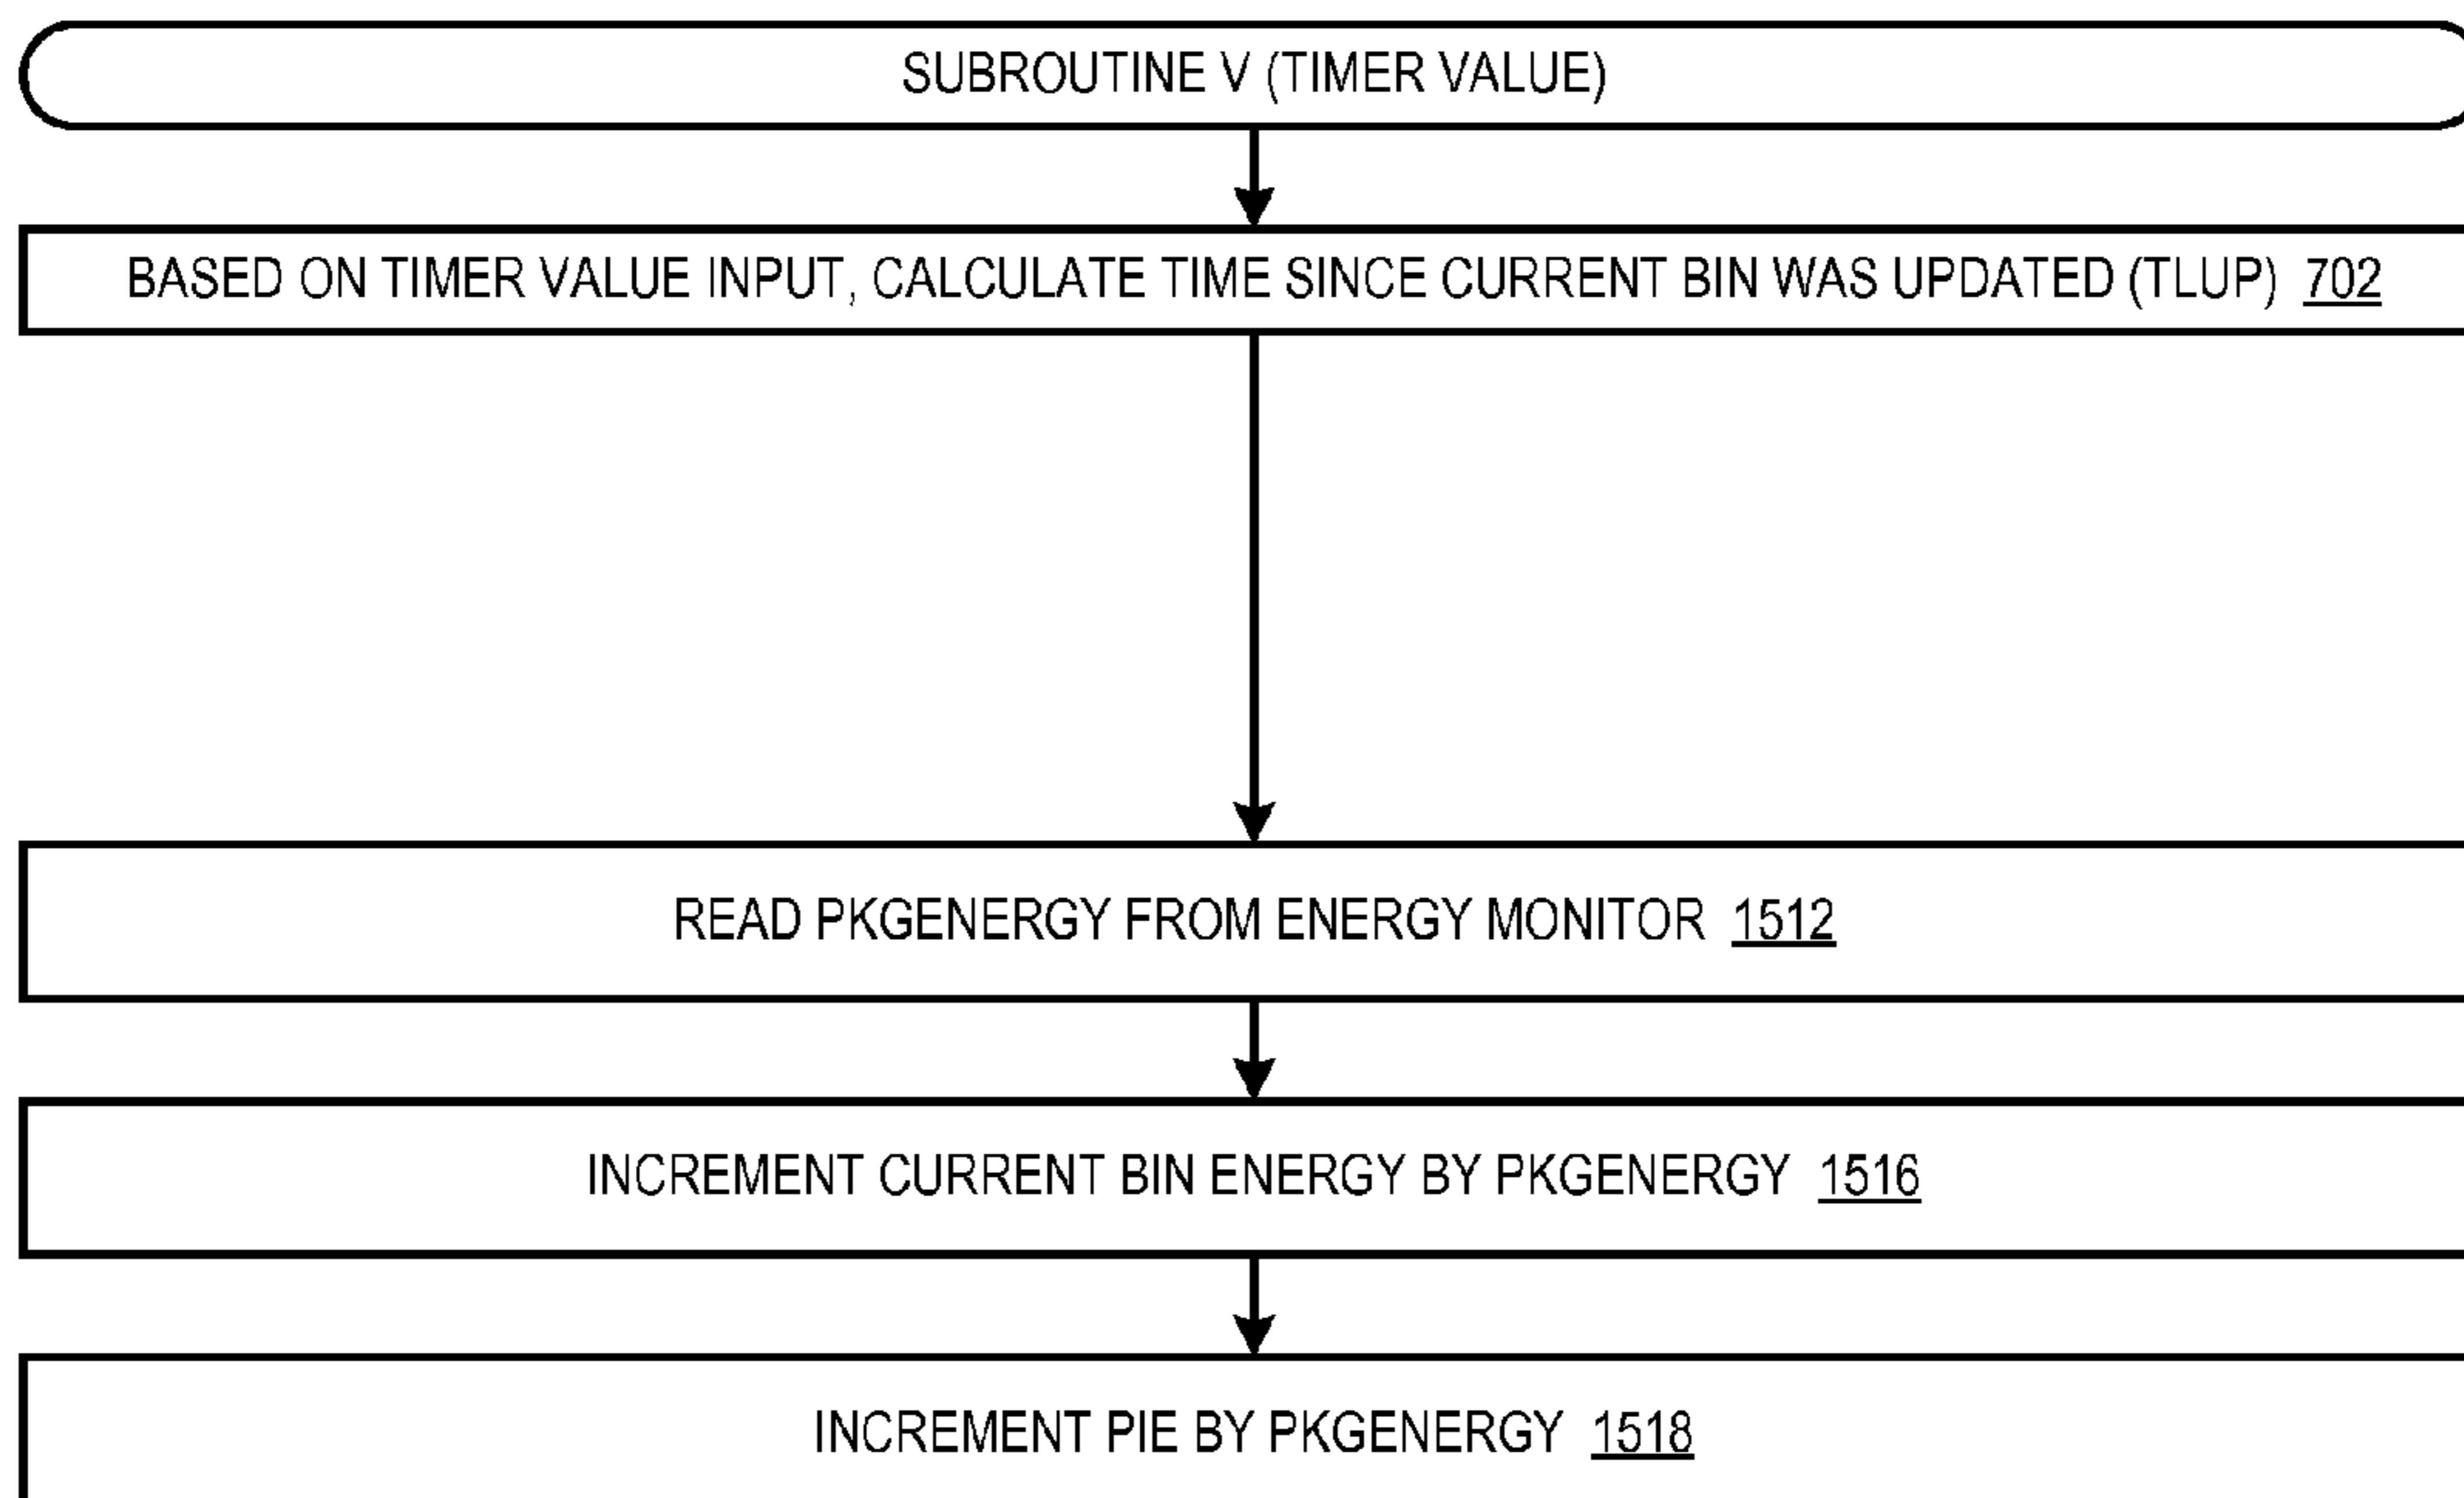 SUBROUTINE V (TIMER VALUE)
BASED ON TIMER VALUE INPUT, CALCULATE TIME SINCE CURRENT BIN WAS UPDATED (TLUP) 702
READ PKGENERGY FROM ENERGY MONITOR 1512
INCREMENT CURRENT BIN ENERGY BY PKGENERGY 1516
INCREMENT PIE BY PKGENERGY 1518